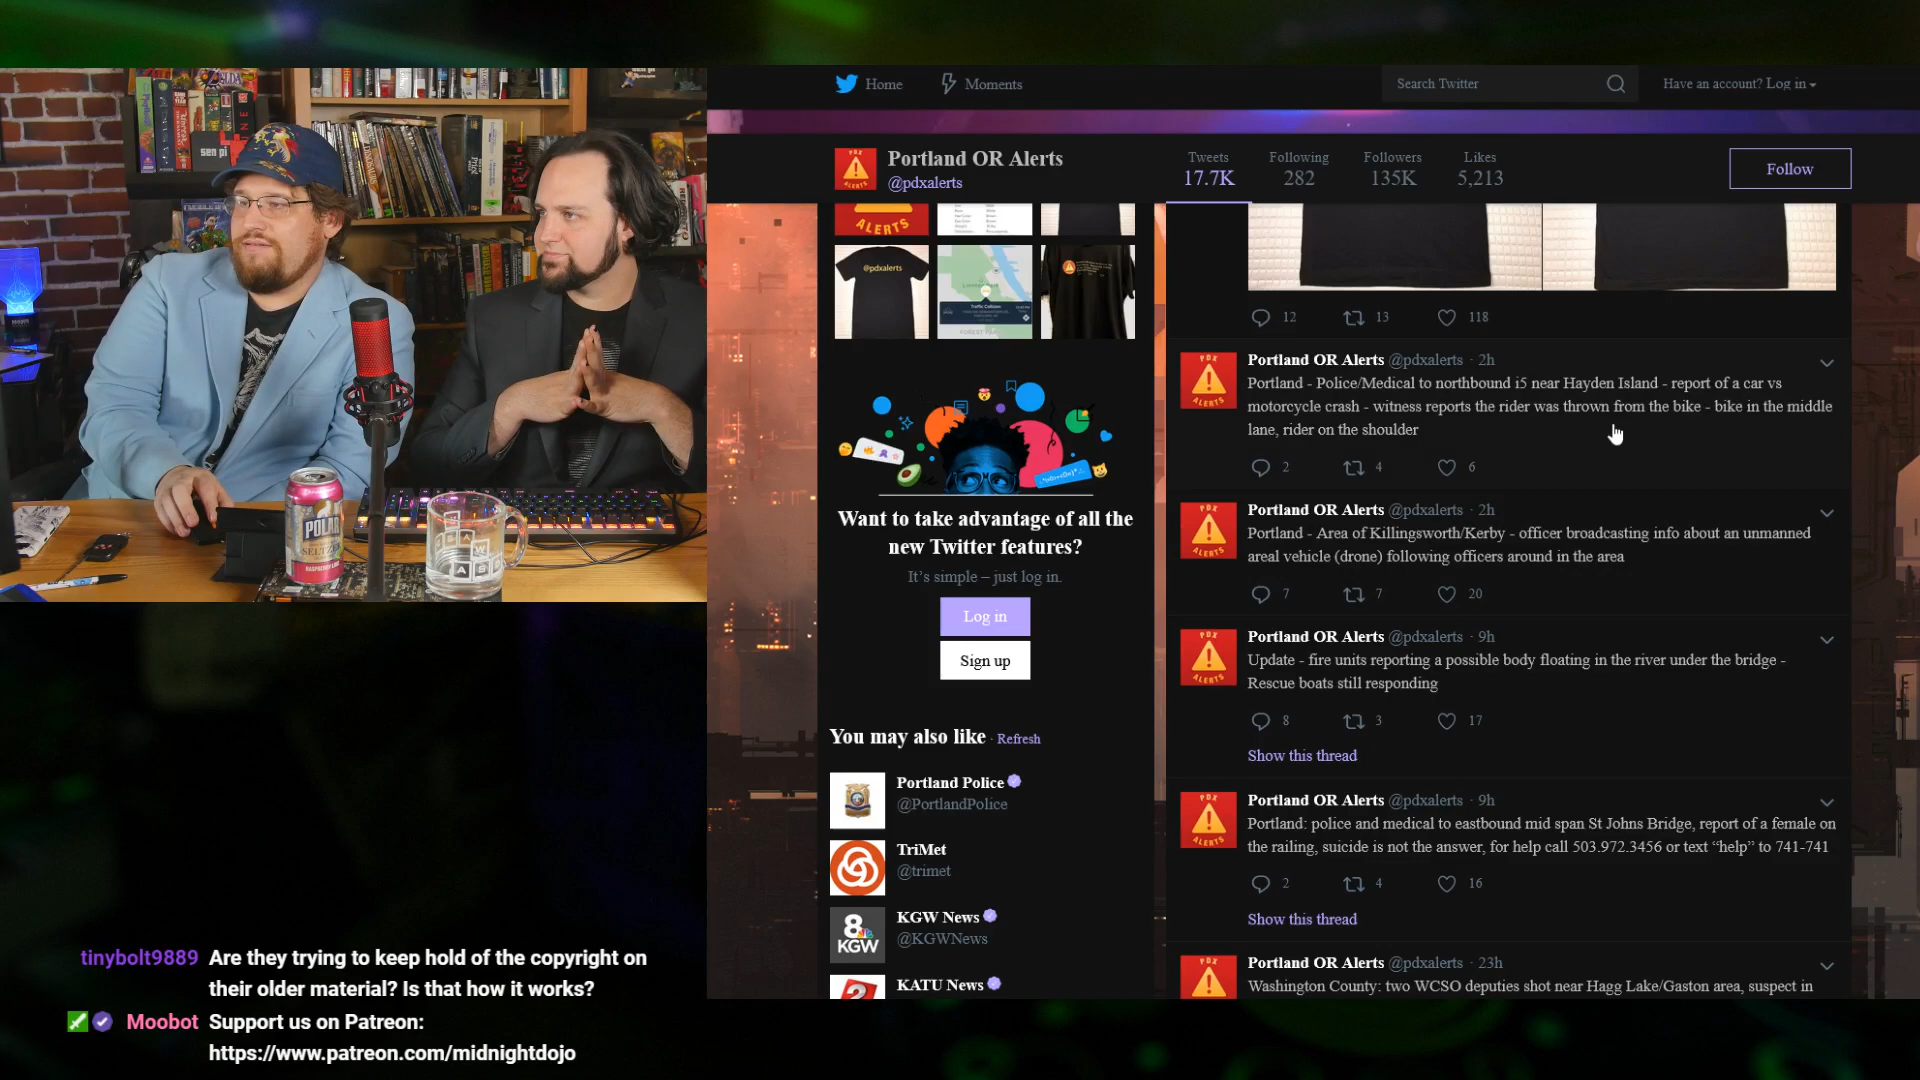 Home
Moments
Search Twitter
Have an account? Log in
Portland OR Alerts
@pdxalerts
Tweets
17.7K
Following
282
Followers
135K
Likes
5,213
Follow
ALERTS
@pdxalerts
Want to take advantage of all the
new Twitter features?
It's simple – just log in.
Log in
Sign up
You may also like · Refresh
Portland Police
@PortlandPolice
TriMet
@trimet
KGW News
@KGWNews
8
KGW
KATU News
12 13 118
Portland OR Alerts @pdxalerts · 2h
Portland - Police/Medical to northbound i5 near Hayden Island - report of a car vs
motorcycle crash - witness reports the rider was thrown from the bike - bike in the middle
lane, rider on the shoulder
2 4 6
Portland OR Alerts @pdxalerts · 2h
Portland - Area of Killingsworth/Kerby - officer broadcasting info about an unmanned
areal vehicle (drone) following officers around in the area
7 7 20
Portland OR Alerts @pdxalerts · 9h
Update - fire units reporting a possible body floating in the river under the bridge -
Rescue boats still responding
8 3 17
Show this thread
Portland OR Alerts @pdxalerts · 9h
Portland: police and medical to eastbound mid span St Johns Bridge, report of a female on
the railing, suicide is not the answer, for help call 503.972.3456 or text “help” to 741-741
2 4 16
Show this thread
Portland OR Alerts @pdxalerts · 23h
Washington County: two WCSO deputies shot near Hagg Lake/Gaston area, suspect in
PDX
ALERTS
sen pi
POLAR
SELTZER
W
A S
tinybolt9889 Are they trying to keep hold of the copyright on
their older material? Is that how it works?
Moobot Support us on Patreon:
https://www.patreon.com/midnightdojo